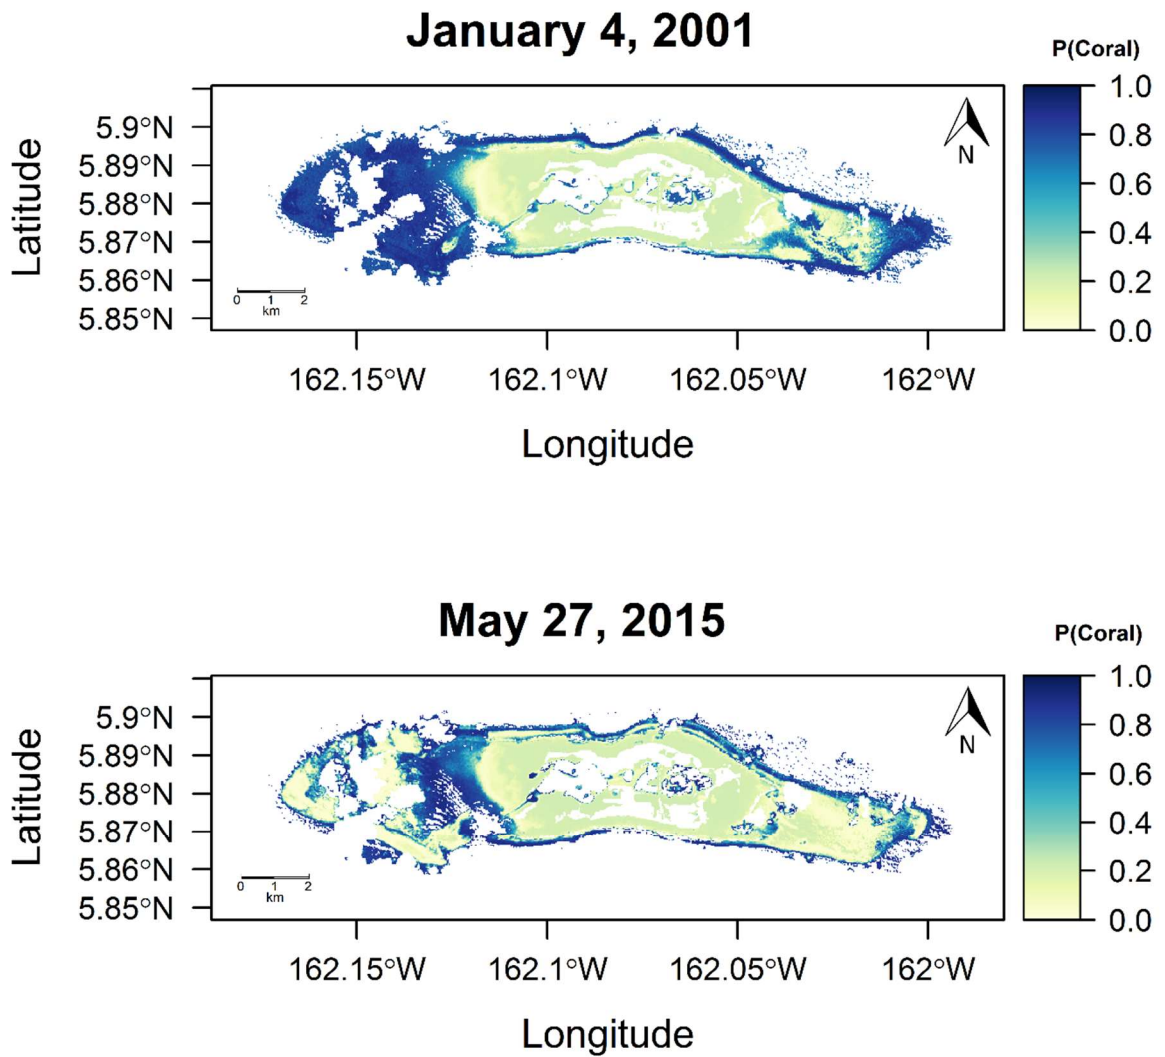 January 4, 2001
P(Coral)
1.0
0.8
0.6
0.4
0.2
0.0
Latitude
5.9°N
5.89°N
5.88°N
5.87°N
5.86°N
5.85°N
N
0 1 2
km
162.15°W 162.1°W 162.05°W 162°W
Longitude
May 27, 2015
P(Coral)
1.0
0.8
0.6
0.4
0.2
0.0
Latitude
5.9°N
5.89°N
5.88°N
5.87°N
5.86°N
5.85°N
N
0 1 2
km
162.15°W 162.1°W 162.05°W 162°W
Longitude